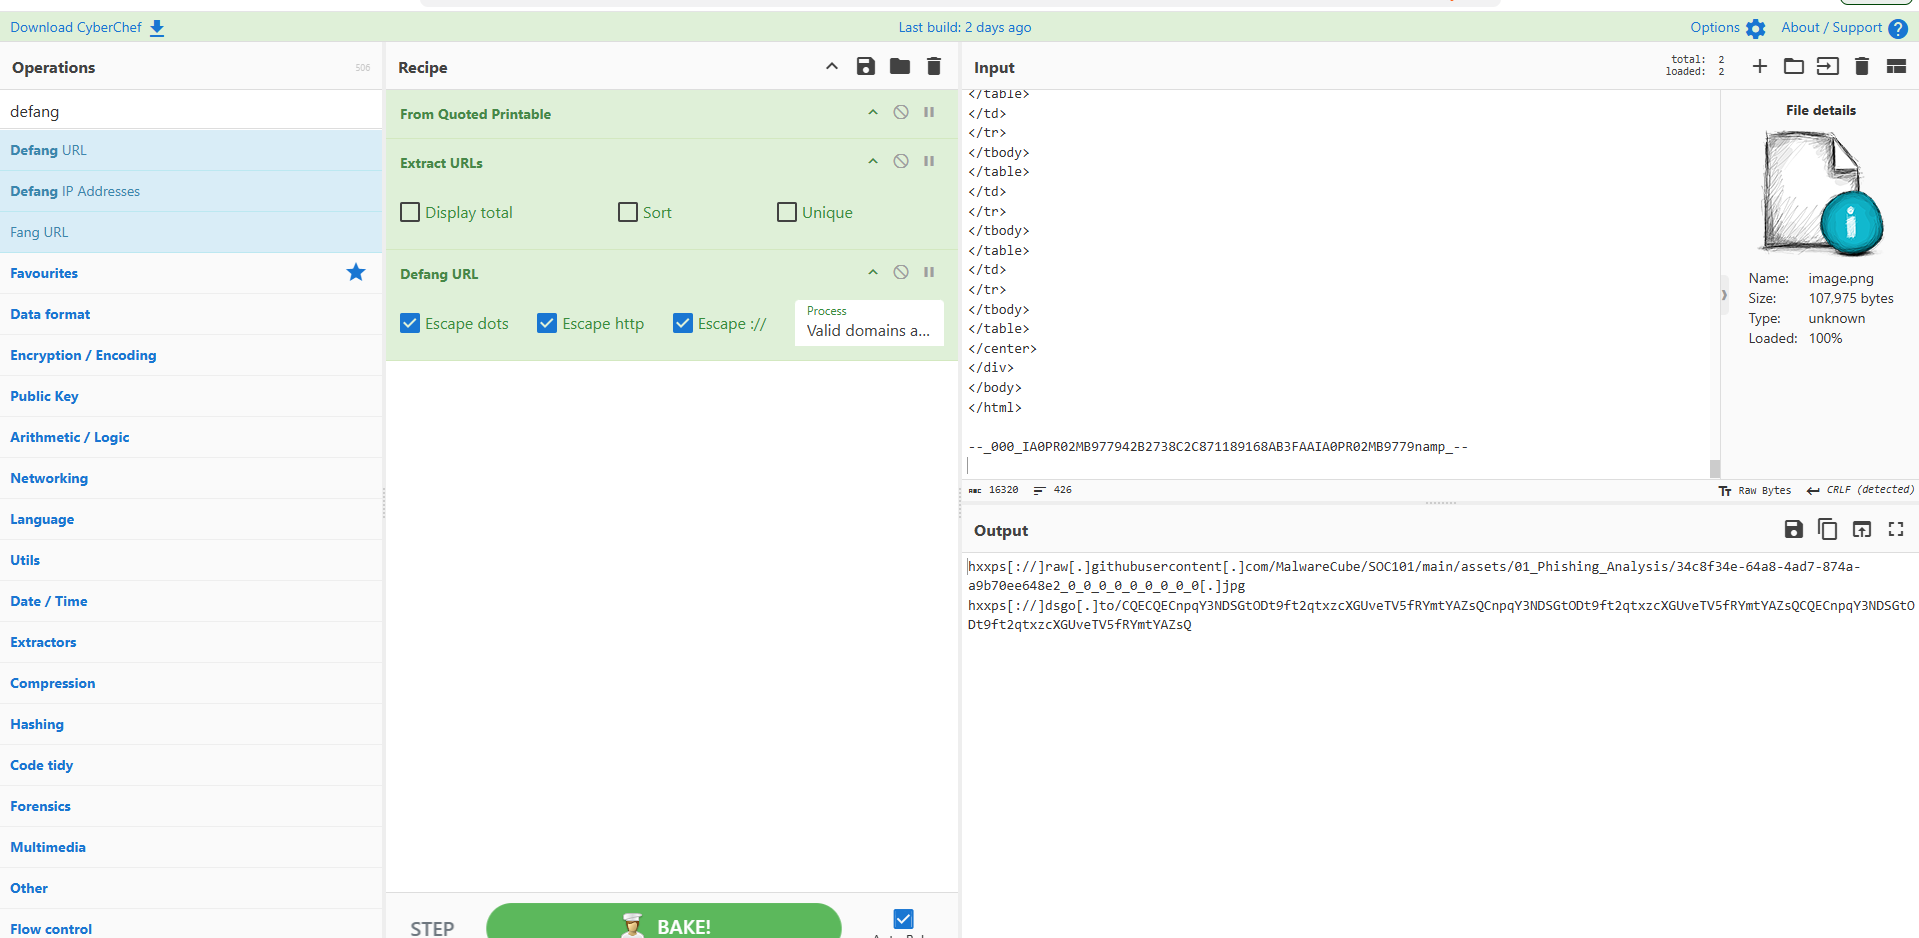 Download CyberChef
Last build: 2 days ago
Options
About / Support
Operations
506
defang
Defang URL
Defang IP Addresses
Fang URL
Favourites
Data format
Encryption / Encoding
Public Key
Arithmetic / Logic
Networking
Language
Utils
Date / Time
Extractors
Compression
Hashing
Code tidy
Forensics
Multimedia
Other
Flow control
Recipe
From Quoted Printable
Extract URLs
Display total
Sort
Unique
Defang URL
Escape dots
Escape http
Escape ://
Process
Valid domains a...
STEP
BAKE!
Input
total: 2
loaded: 2
</table>
</td>
</tr>
</tbody>
</table>
</td>
</tr>
</tbody>
</table>
</td>
</tr>
</tbody>
</table>
</center>
</div>
</body>
</html>
--_000_IA0PR02MB977942B2738C2C871189168AB3FAAIA0PR02MB9779namp_--
File details
Name: image.png
Size: 107,975 bytes
Type: unknown
Loaded: 100%
ABC 16320 426
Raw Bytes
CRLF (detected)
Output
hxxps[://]raw[.]githubusercontent[.]com/MalwareCube/SOC101/main/assets/01_Phishing_Analysis/34c8f34e-64a8-4ad7-874a-
a9b70ee648e2_0_0_0_0_0_0_0_0_0[.]jpg
hxxps[://]dsgo[.]to/CQECQECnpqY3NDSGtODt9ft2qtxzcXGUveTV5fRYmtYAZsQCnpqY3NDSGtODt9ft2qtxzcXGUveTV5fRYmtYAZsQCQECnpqY3NDSGtO
Dt9ft2qtxzcXGUveTV5fRYmtYAZsQ